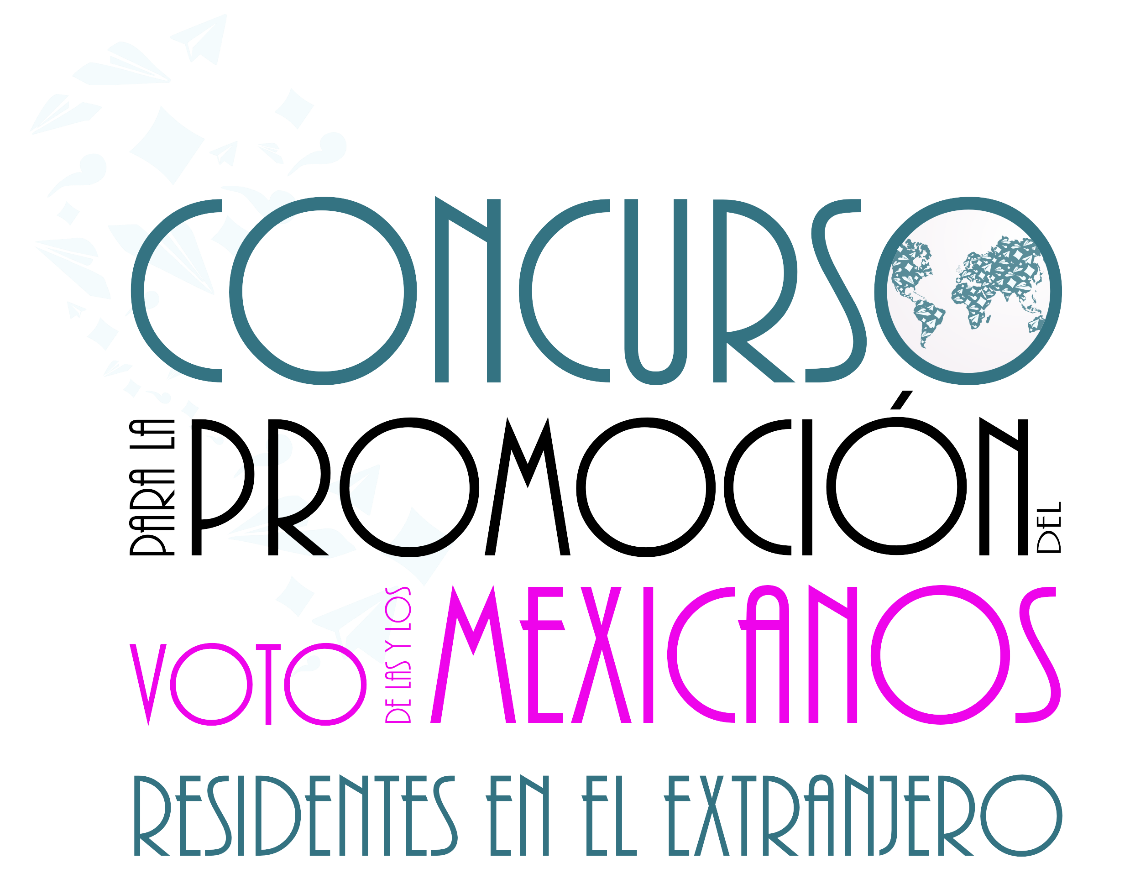 CONCURSO
PARA LA PROMOCIÓN DEL
VOTO DE LAS Y LOS MEXICANOS
RESIDENTES EN EL EXTRANJERO